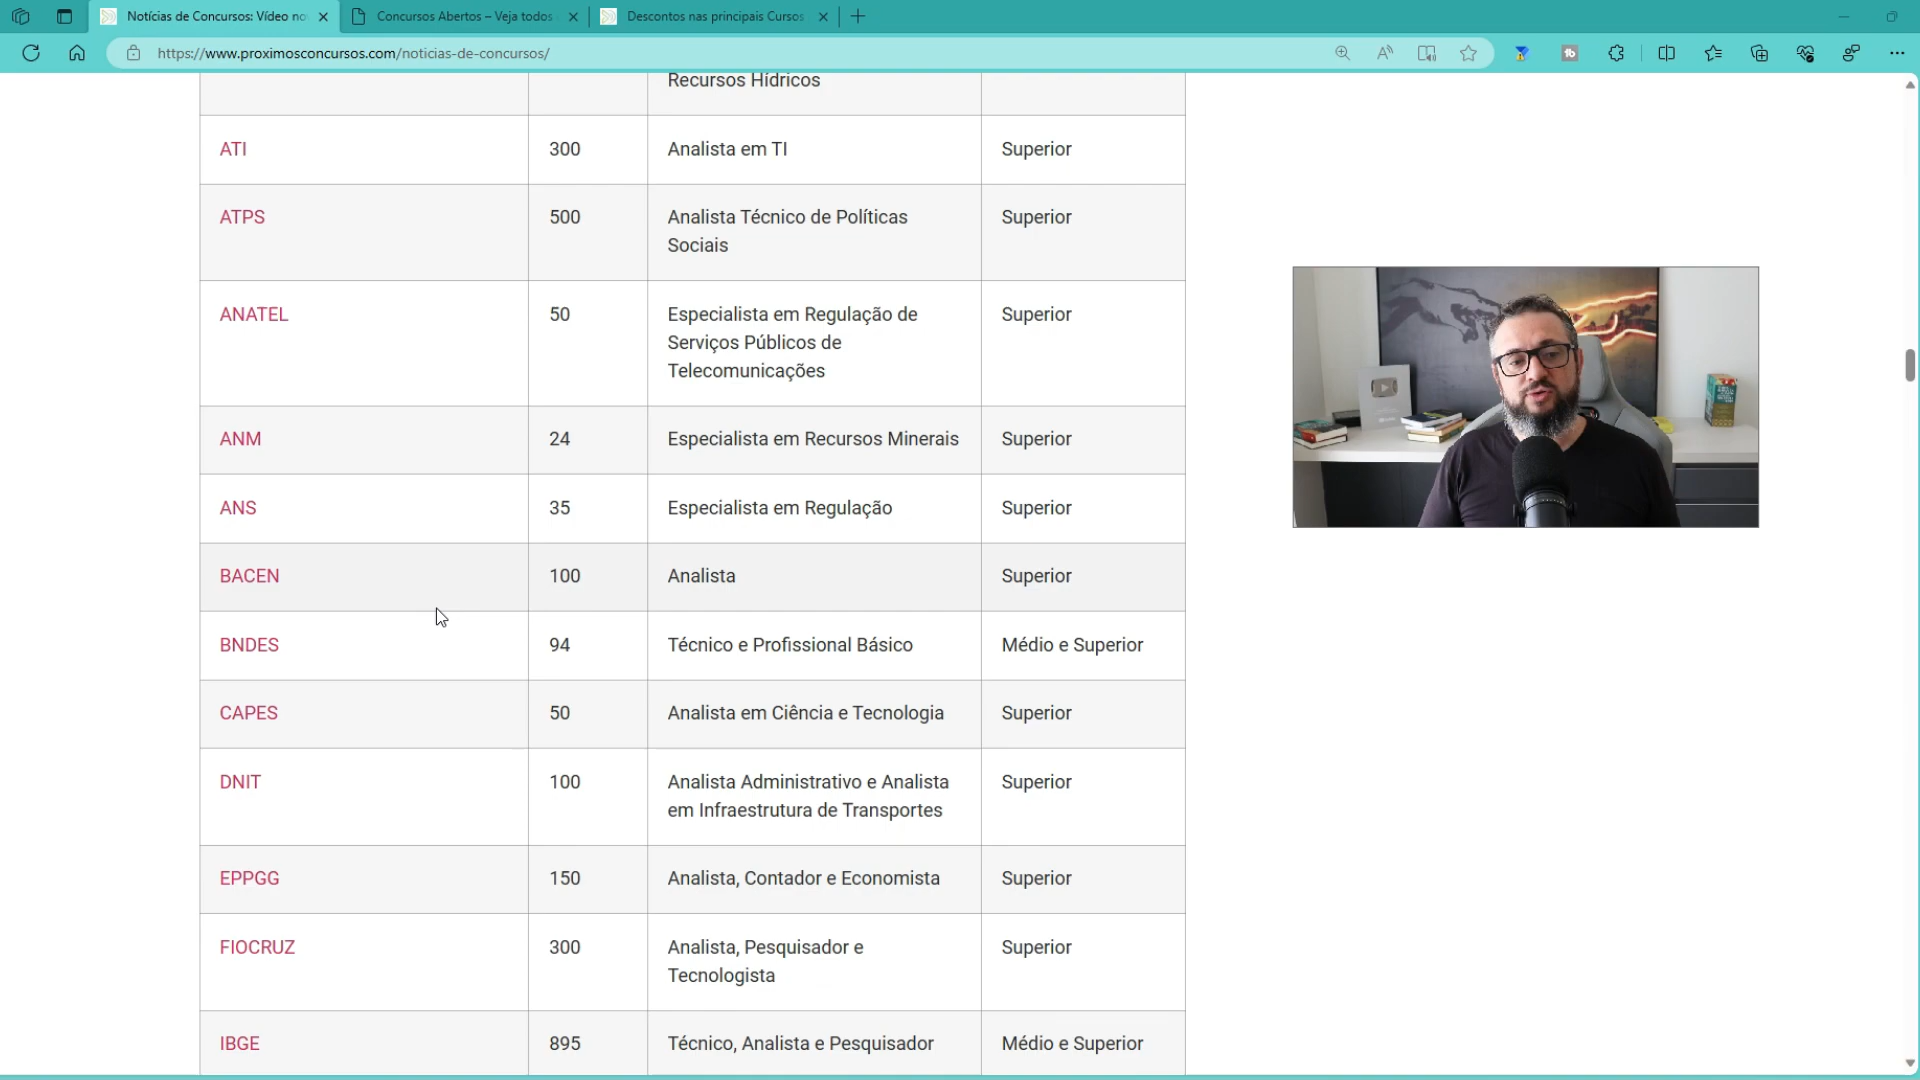 Notícias de Concursos: Vídeo no
Concursos Abertos – Veja todos
Descontos nas principais Cursos
https://www.proximosconcursos.com/noticias-de-concursos/
Recursos Hídricos
ATI 300 Analista em TI Superior
ATPS 500 Analista Técnico de Políticas Superior
Sociais
ANATEL 50 Especialista em Regulação de Superior
Serviços Públicos de
Telecomunicações
ANM 24 Especialista em Recursos Minerais Superior
ANS 35 Especialista em Regulação Superior
BACEN 100 Analista Superior
BNDES 94 Técnico e Profissional Básico Médio e Superior
CAPES 50 Analista em Ciência e Tecnologia Superior
DNIT 100 Analista Administrativo e Analista Superior
em Infraestrutura de Transportes
EPPGG 150 Analista, Contador e Economista Superior
FIOCRUZ 300 Analista, Pesquisador e Superior
Tecnologista
IBGE 895 Técnico, Analista e Pesquisador Médio e Superior